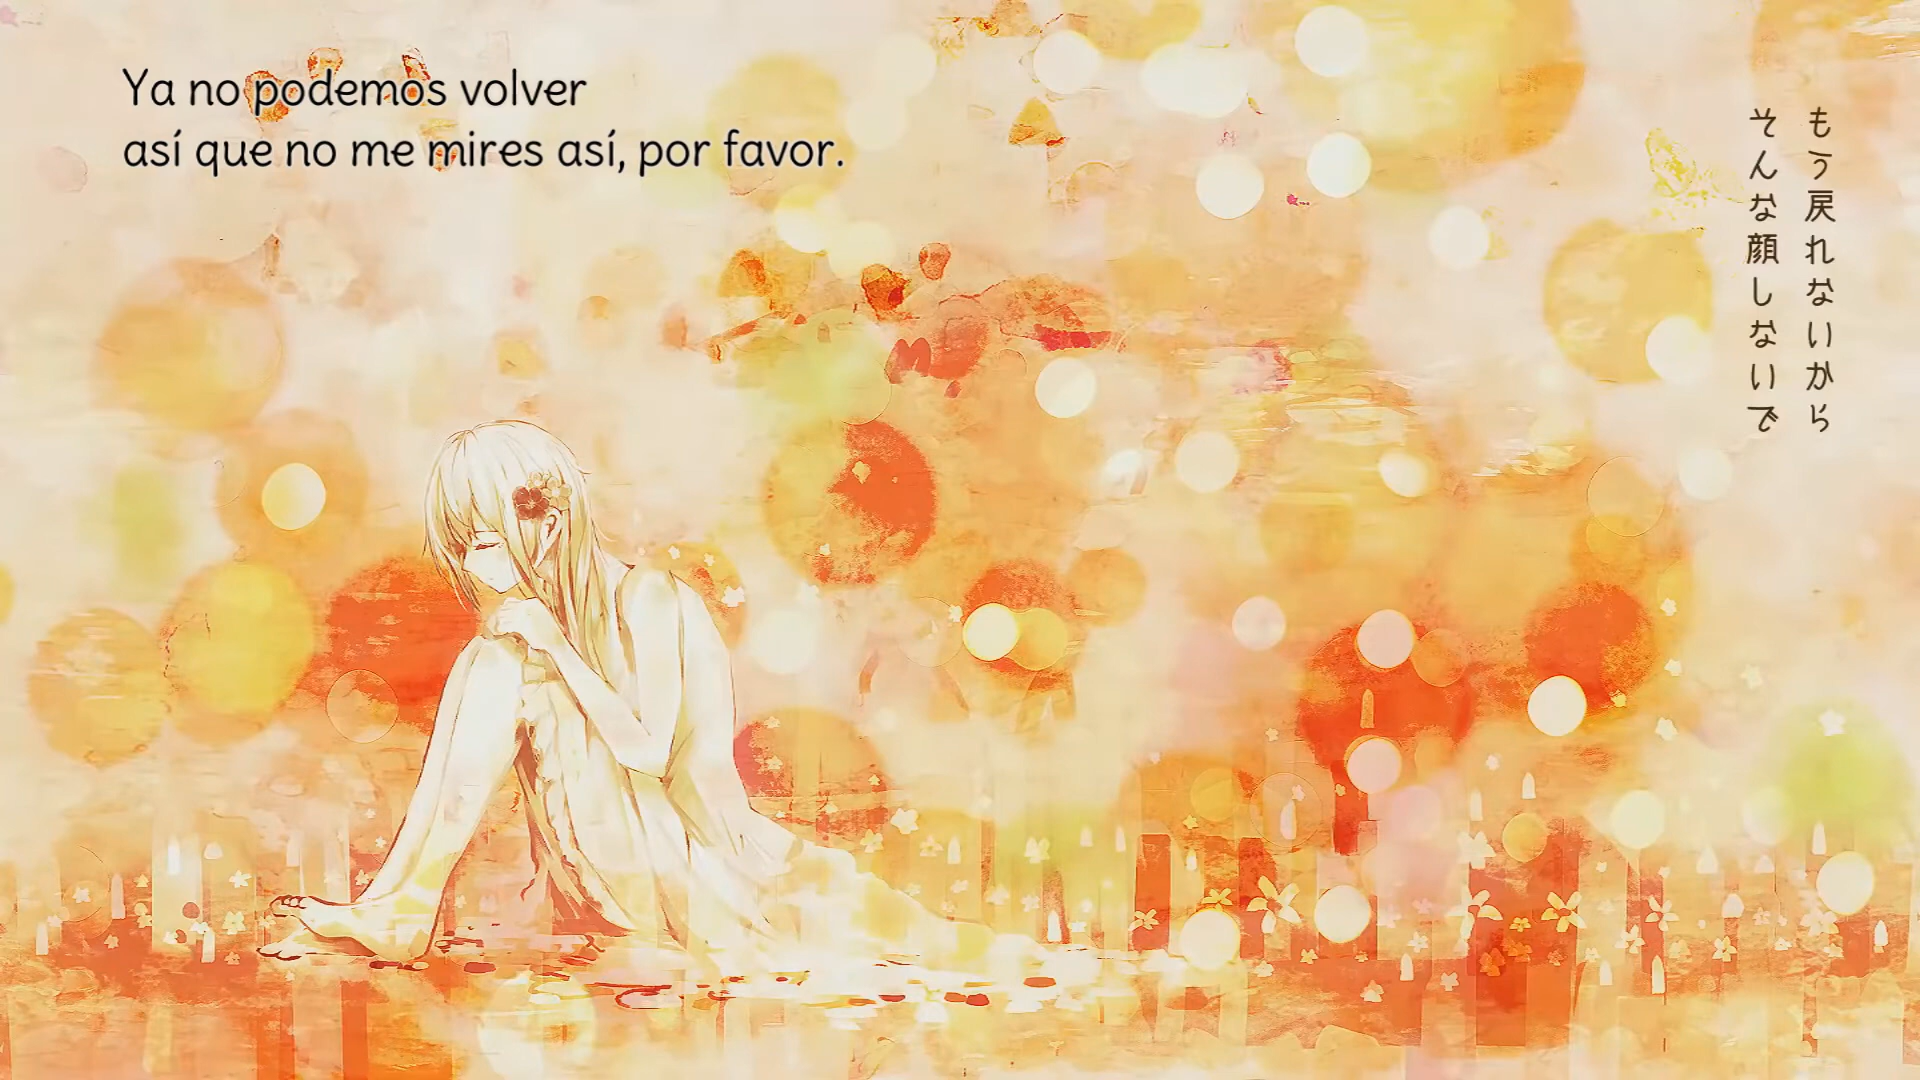 Ya no podemos volver
así que no me mires así, por favor.
もう戻れないから
そんな顔しないで